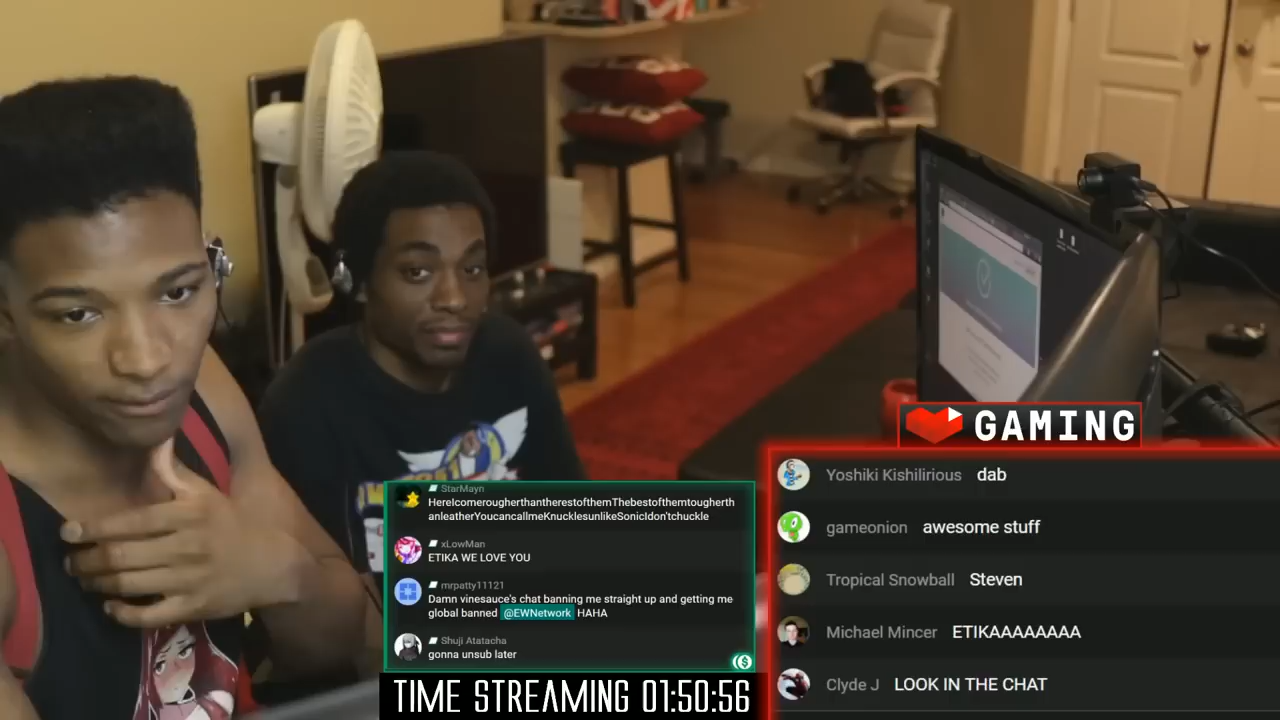 GAMING
StarMayn
HereIcomerougherthantherestofthemThebestofthemtougherth
anleatherYoucancallmeKnucklesunlikeSonicIdon'tchuckle
xLowMan
ETIKA WE LOVE YOU
mrpatty11121
Damn vinesauce's chat banning me straight up and getting me
global banned @EWNetwork HAHA
Shuji Atatacha
gonna unsub later
TIME STREAMING 01:50:56
Yoshiki Kishilirious dab
gameonion awesome stuff
Tropical Snowball Steven
Michael Mincer ETIKAAAAAAAA
Clyde J LOOK IN THE CHAT